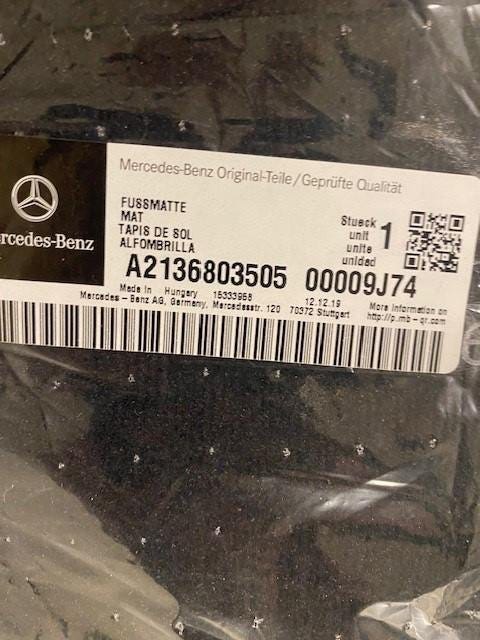 Mercedes-Benz Original-Teile/Geprüfte Qualität
rcedes-Benz
FUSSMATTE
MAT
TAPIS DE SOL
ALFOMBRILLA
Stueck
unit
unite
unidad
1
A2136803505 00009J74
Made in Hungary 15333958 12.12.19
Mercedes - Benz AG, Germany, Mercedesstr. 120 70372 Stuttgart
More information on
http://p.mb-qr.com